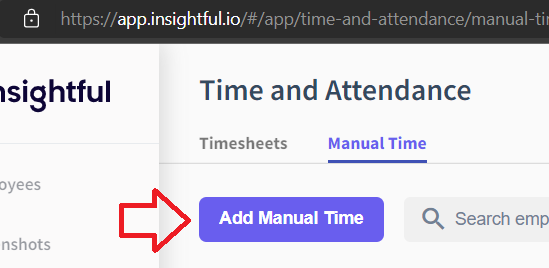 https://app.insightful.io/#/app/time-and-attendance/manual-ti
nsightful
Time and Attendance
Timesheets
Manual Time
oyees
Add Manual Time
Search emp
nshots